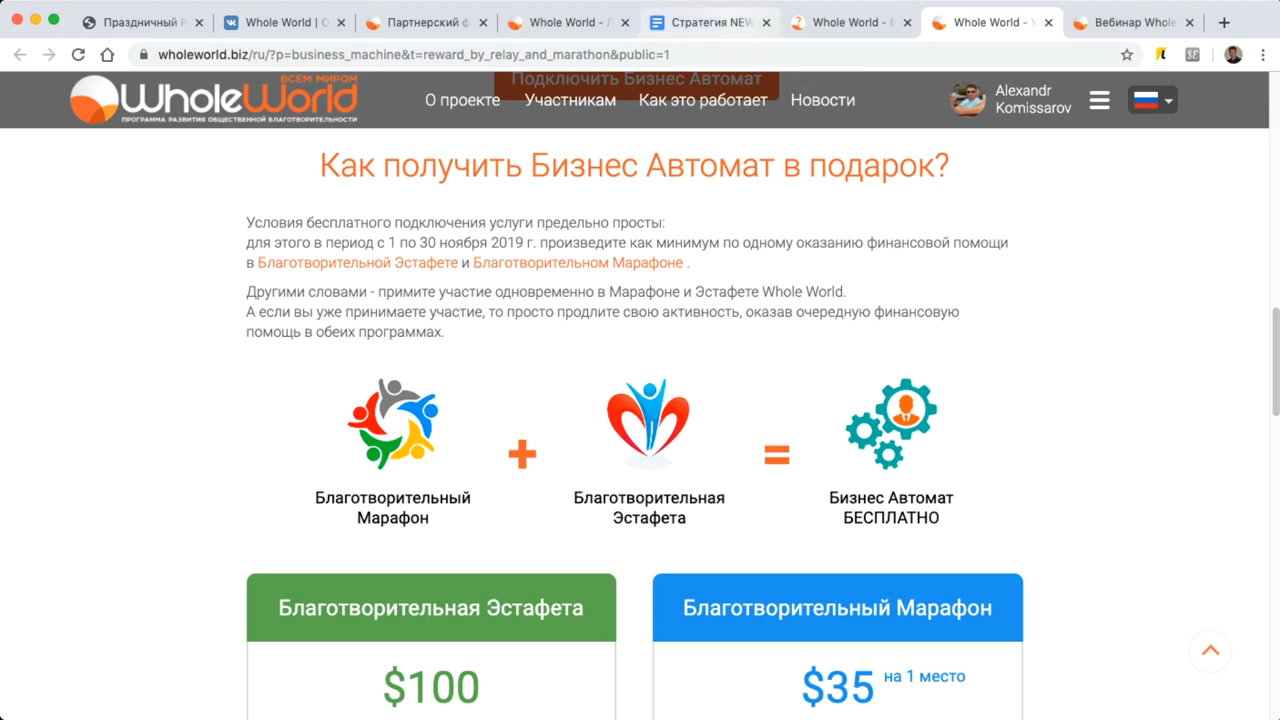 Праздничный Р
Whole World | О
Партнерский ф
Whole World - Л
Стратегия NEW
Whole World - Б
Whole World - У
Вебинар Whole
wholeworld.biz/ru/?p=business_machine&t=reward_by_relay_and_marathon&public=1
Подключить Бизнес Автомат
ВСЕМ МИРОМ
WholeWorld
ПРОГРАММА РАЗВИТИЯ ОБЩЕСТВЕННОЙ БЛАГОТВОРИТЕЛЬНОСТИ
О проекте Участникам Как это работает Новости
Alexandr
Komissarov
Как получить Бизнес Автомат в подарок?
Условия бесплатного подключения услуги предельно просты:
для этого в период с 1 по 30 ноября 2019 г. произведите как минимум по одному оказанию финансовой помощи
в Благотворительной Эстафете и Благотворительном Марафоне .
Другими словами - примите участие одновременно в Марафоне и Эстафете Whole World.
А если вы уже принимаете участие, то просто продлите свою активность, оказав очередную финансовую
помощь в обеих программах.
Благотворительный
Марафон
+
Благотворительная
Эстафета
=
Бизнес Автомат
БЕСПЛАТНО
Благотворительная Эстафета
$100
Благотворительный Марафон
$35 на 1 место